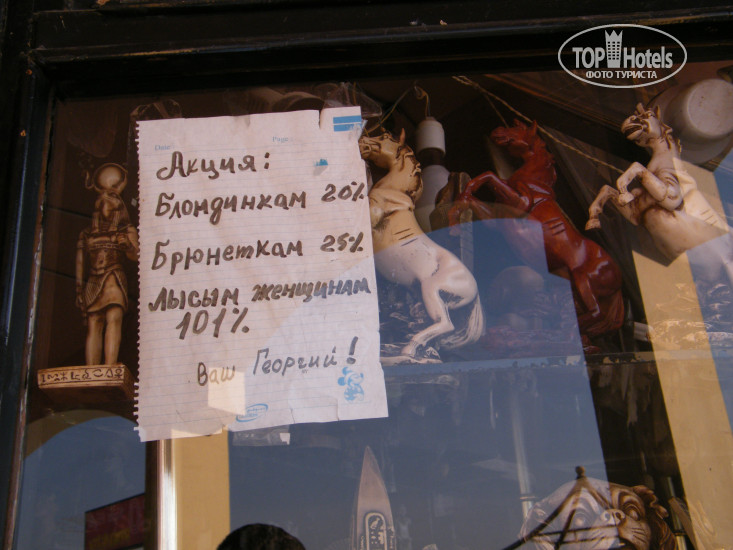 TOP Hotels
ФОТО ТУРИСТА
Акция:
Блондинкам 20%
Брюнеткам 25%
Лысым женщинам
101%
Ваш Георгий!